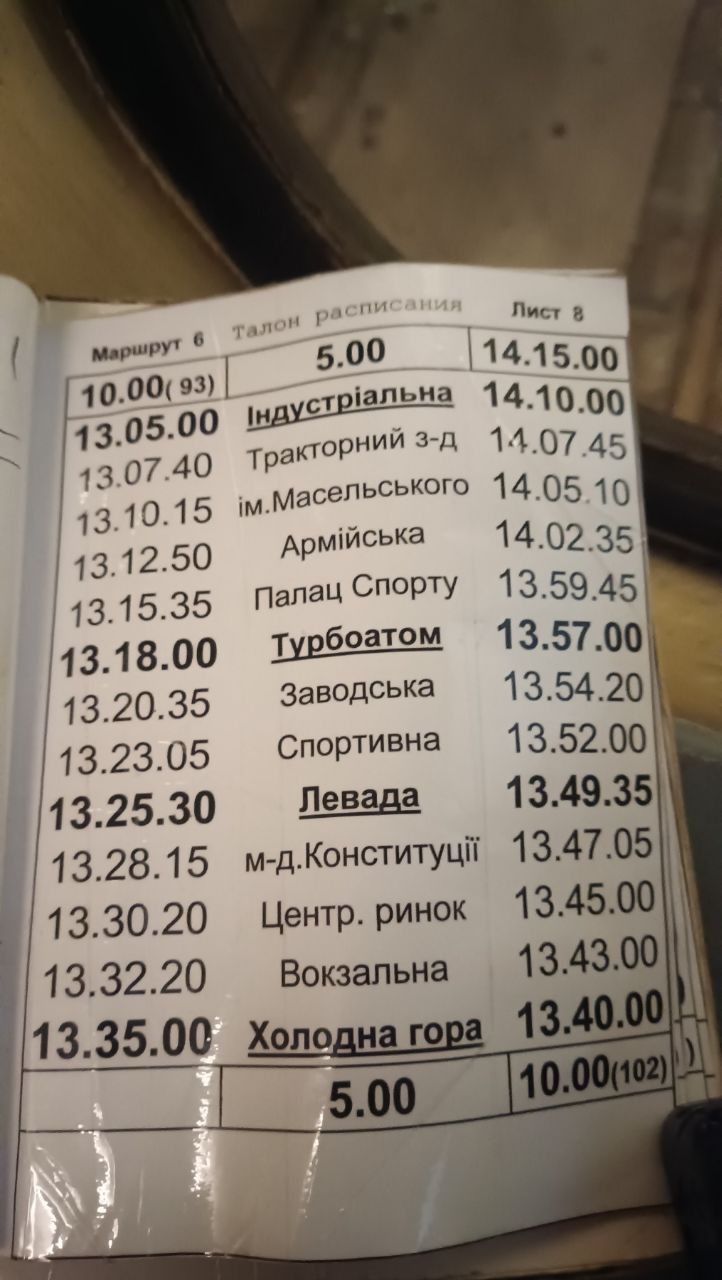 Маршрут 6 Талон расписания Лист 8
10.00(93) 5.00 14.15.00
13.05.00 Індустріальна 14.10.00
13.07.40 Тракторний з-д 14.07.45
13.10.15 ім.Масельського 14.05.10
13.12.50 Армійська 14.02.35
13.15.35 Палац Спорту 13.59.45
13.18.00 Турбоатом 13.57.00
13.20.35 Заводська 13.54.20
13.23.05 Спортивна 13.52.00
13.25.30 Левада 13.49.35
13.28.15 м-д.Конституції 13.47.05
13.30.20 Центр. ринок 13.45.00
13.32.20 Вокзальна 13.43.00
13.35.00 Холодна гора 13.40.00
5.00 10.00(102)